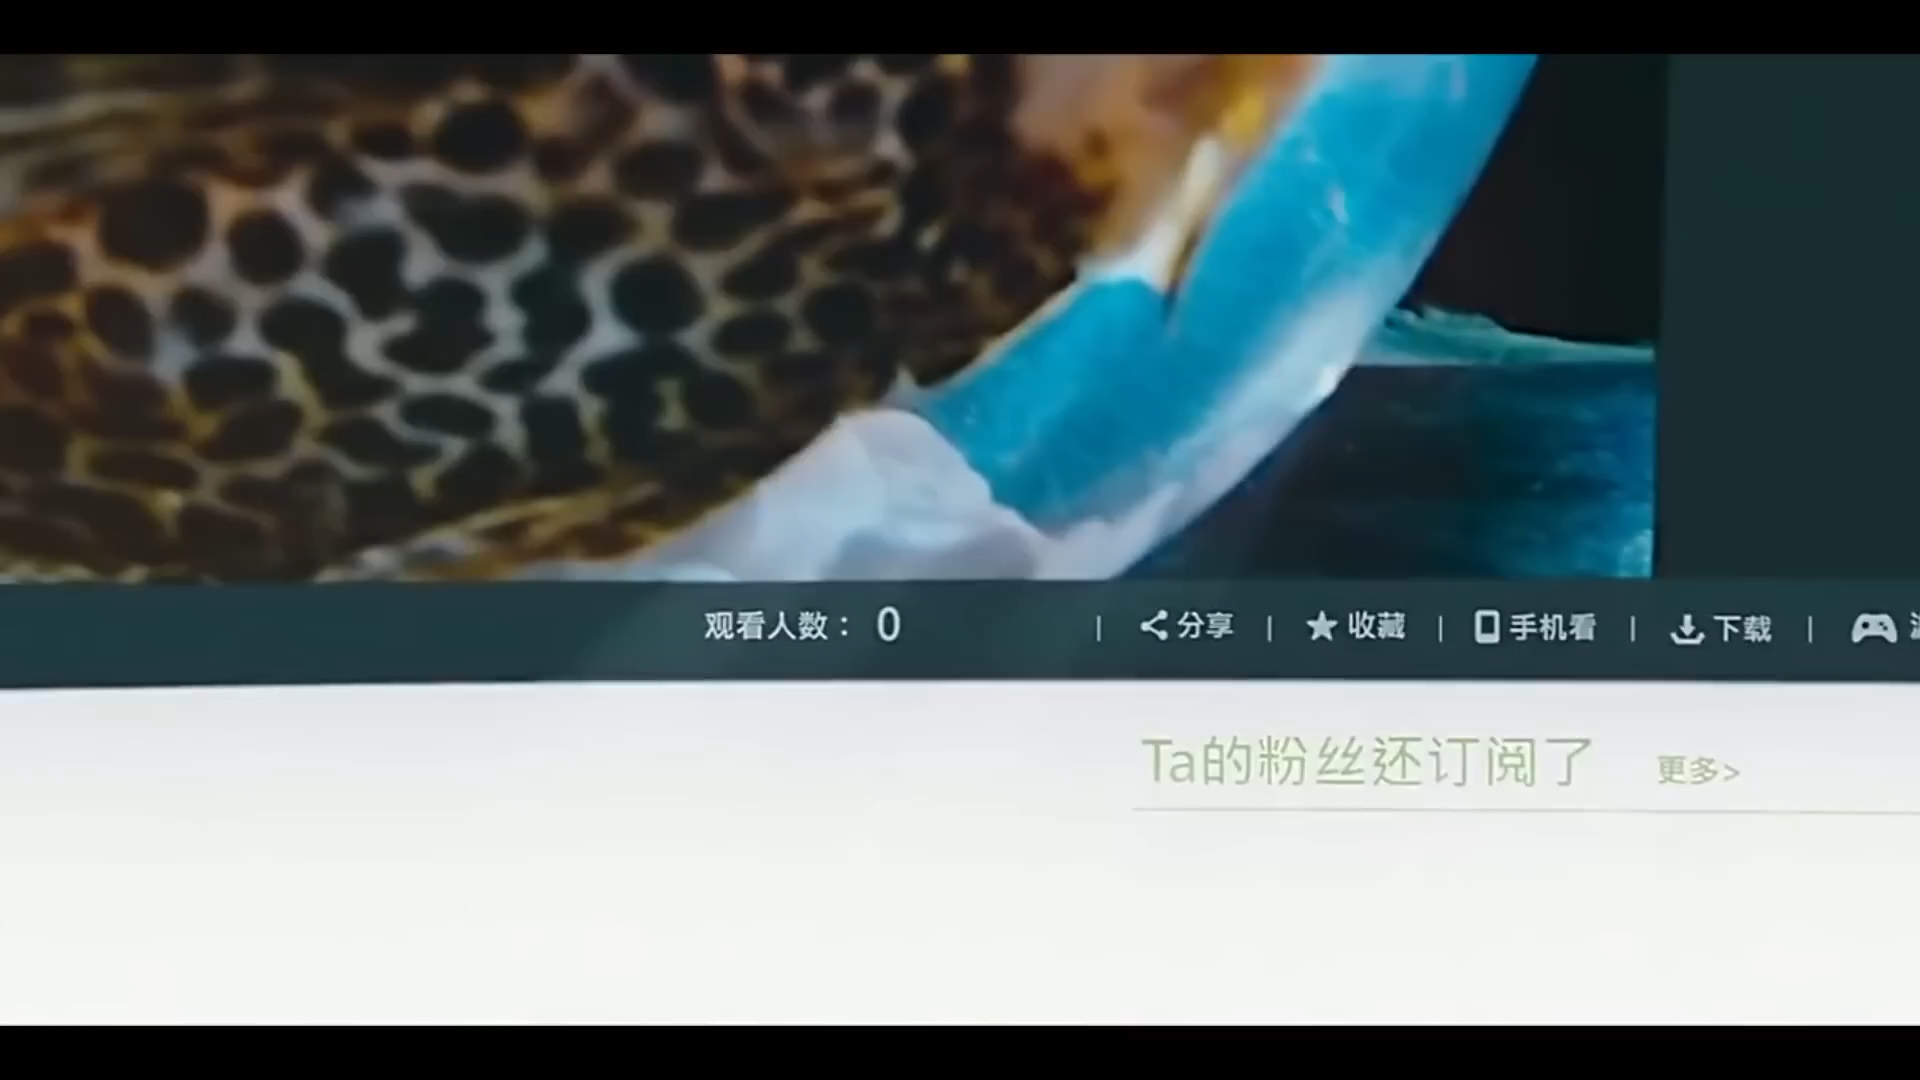 观看人数： 0 | 分享 | 收藏 | 手机看 | 下载 |
Ta的粉丝还订阅了 更多>